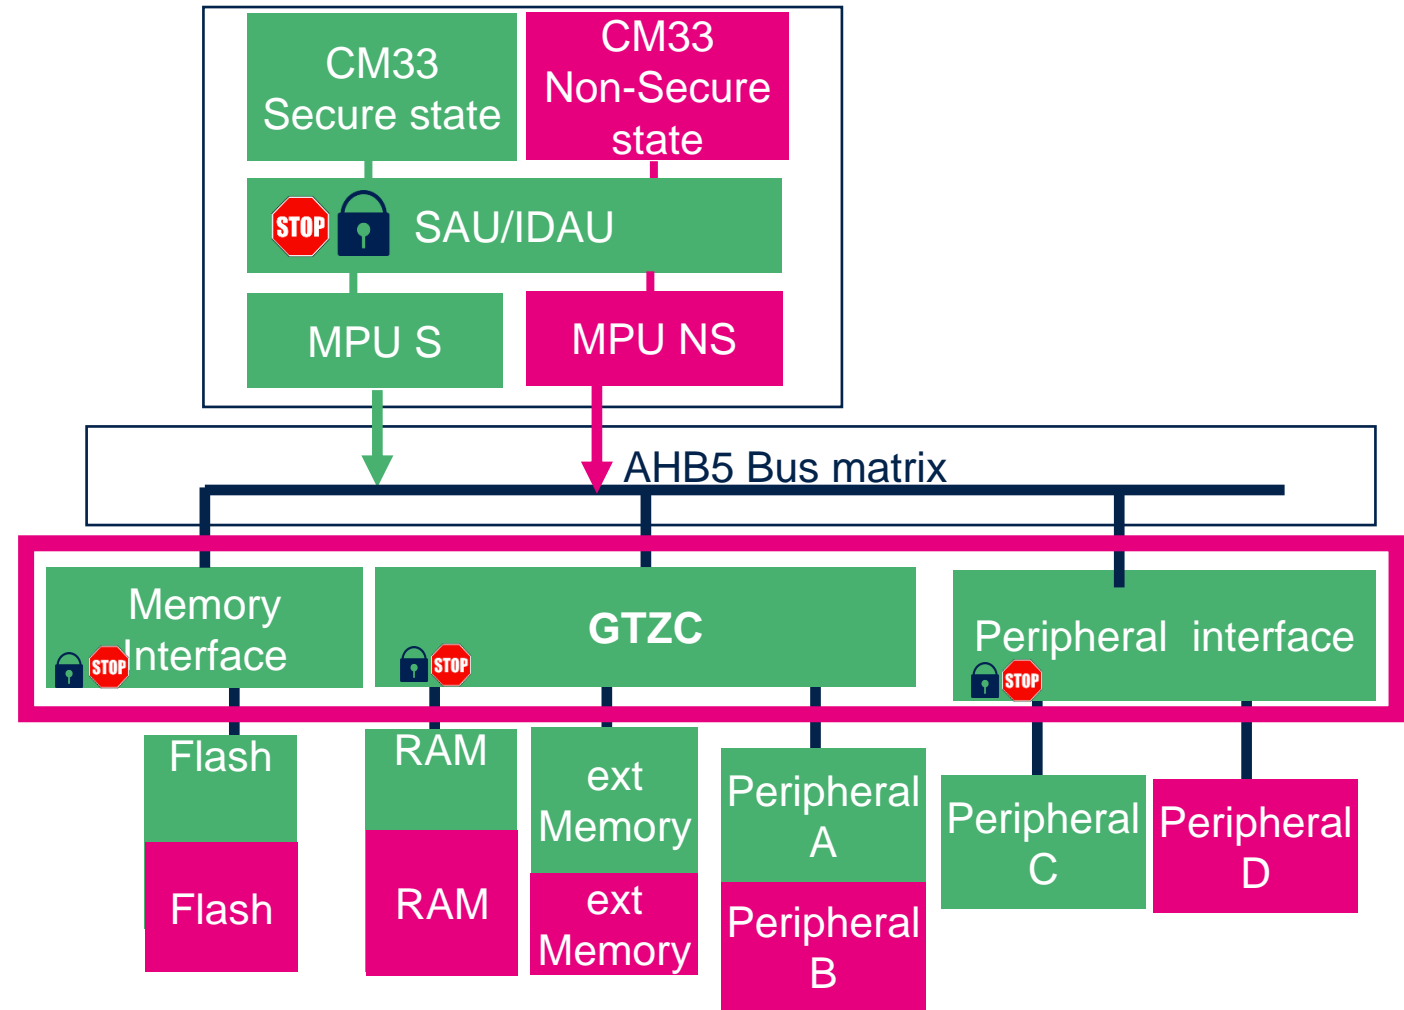 CM33
Secure state
CM33
Non-Secure
state
STOP
SAU/IDAU
MPU S
MPU NS
AHB5 Bus matrix
Memory
Interface
STOP
GTZC
STOP
Peripheral interface
STOP
Flash
Flash
RAM
RAM
ext
Memory
ext
Memory
Peripheral
A
Peripheral
B
Peripheral
C
Peripheral
D